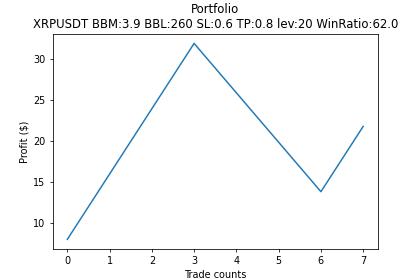 Portfolio
XRPUSDT BBM:3.9 BBL:260 SL:0.6 TP:0.8 lev:20 WinRatio:62.0
30
25
20
15
10
Profit ($)
0 1 2 3 4 5 6 7
Trade counts